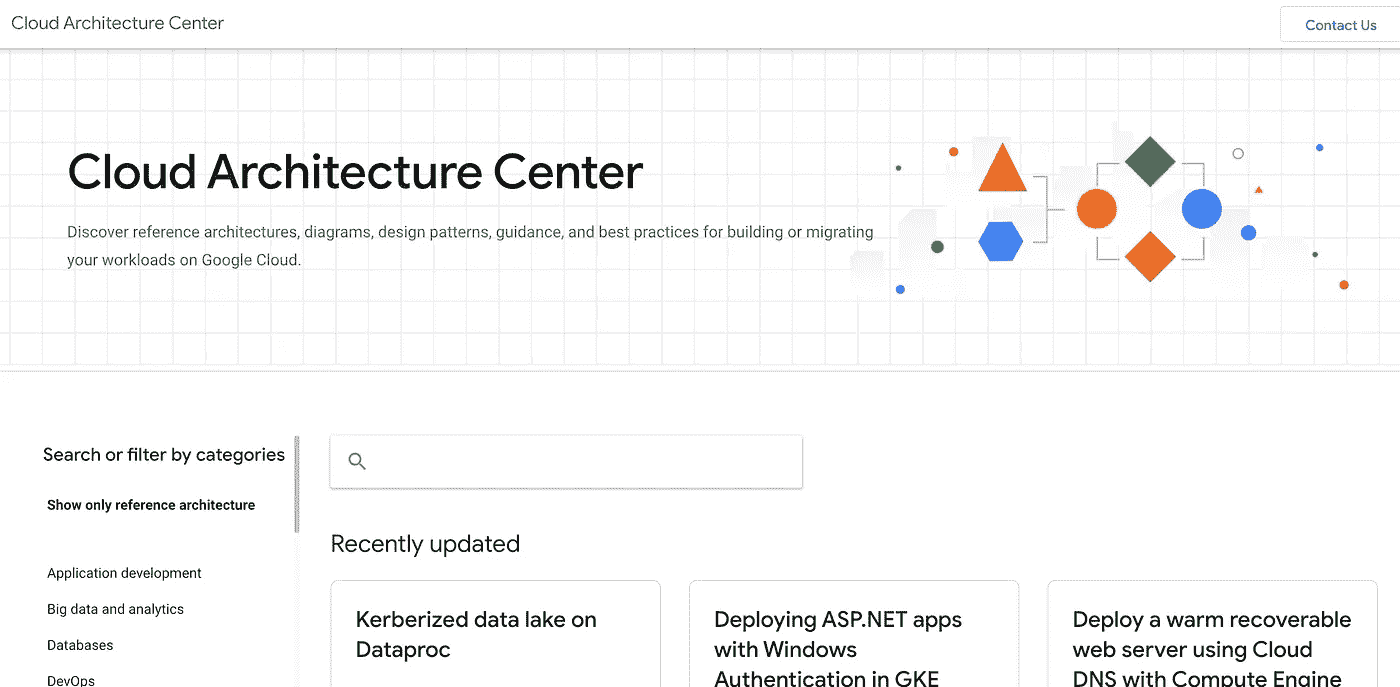 Cloud Architecture Center
Contact Us
Cloud Architecture Center
Discover reference architectures, diagrams, design patterns, guidance, and best practices for building or migrating
your workloads on Google Cloud.
Search or filter by categories
Show only reference architecture
Application development
Big data and analytics
Databases
DevOps
Recently updated
Kerberized data lake on
Dataproc
Deploying ASP.NET apps
with Windows
Authentication in GKE
Deploy a warm recoverable
web server using Cloud
DNS with Compute Engine